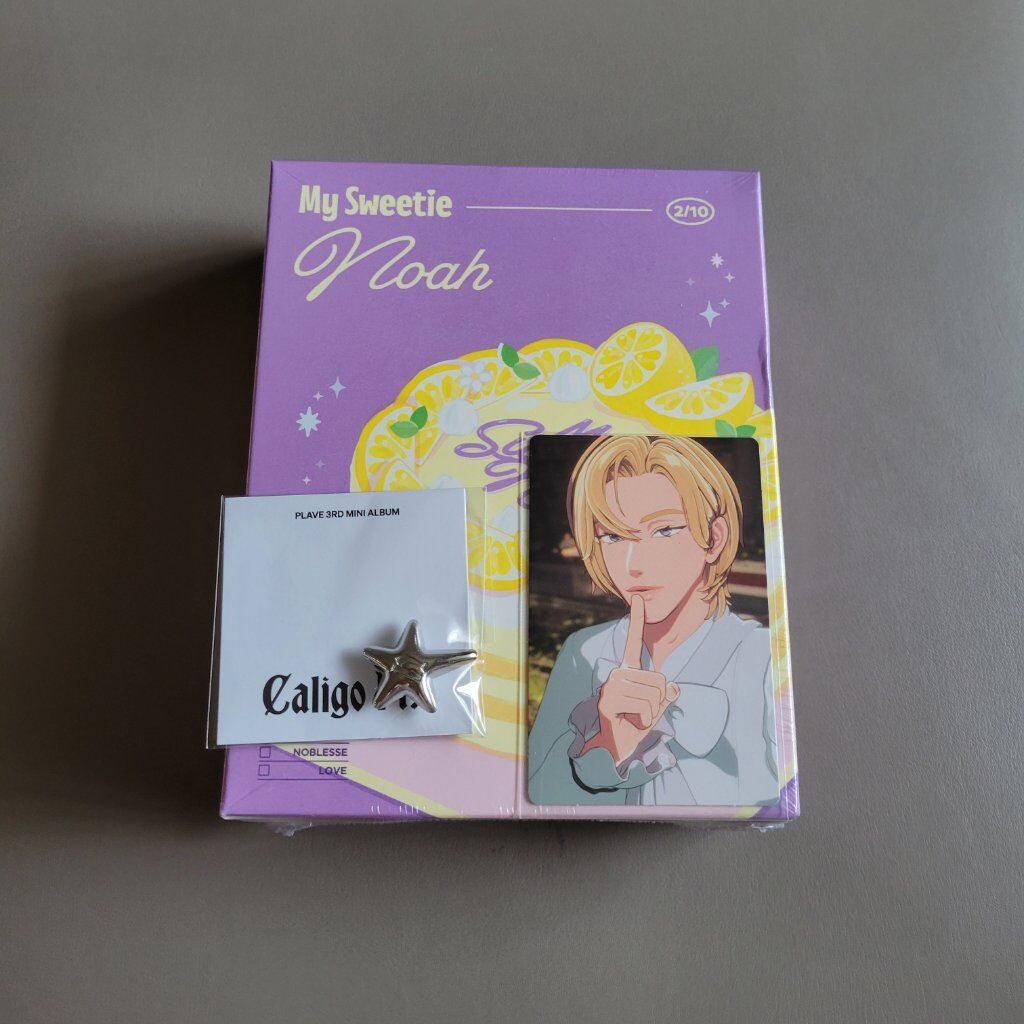 My Sweetie
2/10
Noah
PLAVE 3RD MINI ALBUM
Caligo
NOBLESSE
LOVE